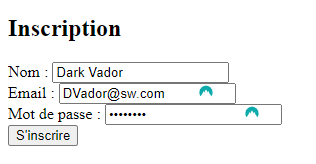 Inscription
Nom : Dark Vador
Email : DVador@sw.com
Mot de passe : ••••••••
S'inscrire